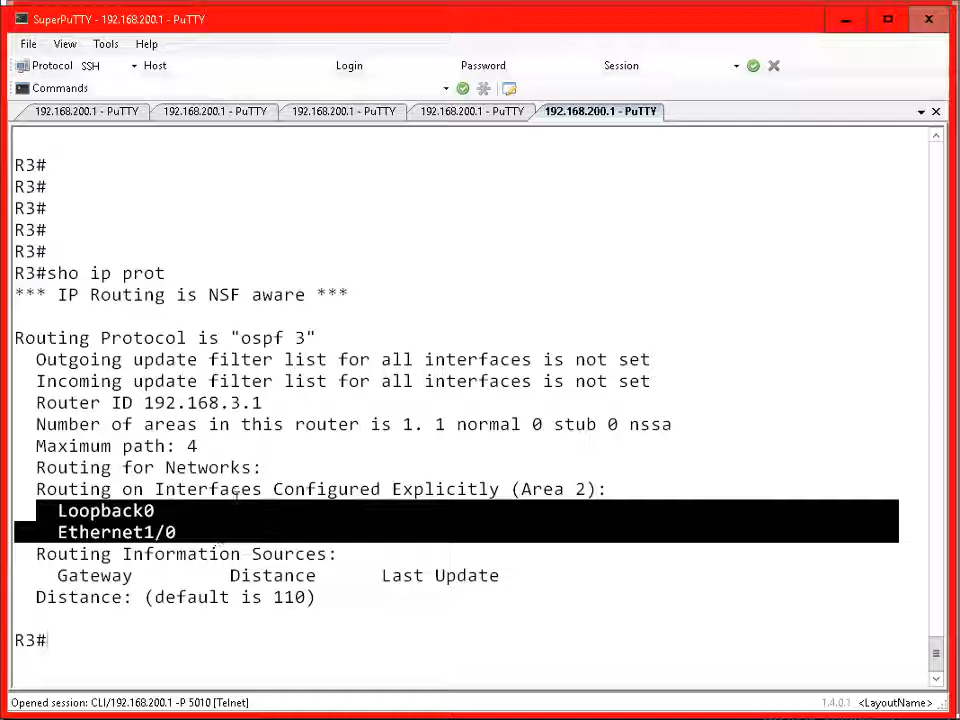 SuperPuTTY - 192.168.200.1 - PuTTY
File View Tools Help
Protocol SSH Host Login Password Session
Commands
192.168.200.1 - PuTTY 192.168.200.1 - PuTTY 192.168.200.1 - PuTTY 192.168.200.1 - PuTTY 192.168.200.1 - PuTTY
R3#
R3#
R3#
R3#
R3#
R3#sho ip prot
*** IP Routing is NSF aware ***
Routing Protocol is "ospf 3"
Outgoing update filter list for all interfaces is not set
Incoming update filter list for all interfaces is not set
Router ID 192.168.3.1
Number of areas in this router is 1. 1 normal 0 stub 0 nssa
Maximum path: 4
Routing for Networks:
Routing on Interfaces Configured Explicitly (Area 2):
Loopback0
Ethernet1/0
Routing Information Sources:
Gateway Distance Last Update
Distance: (default is 110)
R3#
Opened session: CLI/192.168.200.1 -P 5010 [Telnet] 1.4.0.1 <LayoutName>